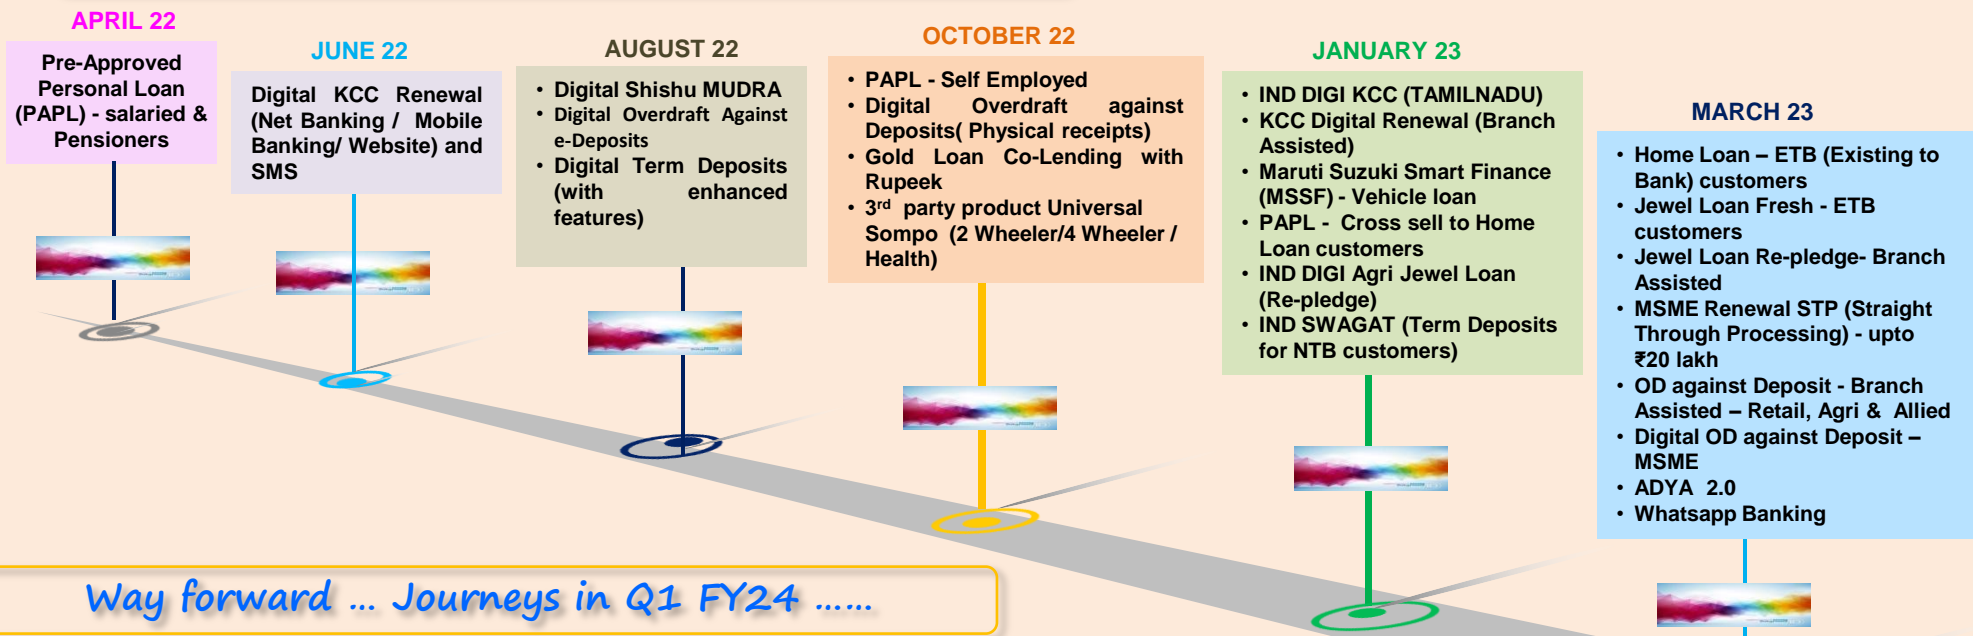 APRIL 22
Pre-Approved
Personal Loan
(PAPL) - salaried &
Pensioners
JUNE 22
Digital KCC Renewal
(Net Banking / Mobile
Banking/ Website) and
SMS
AUGUST 22
• Digital Shishu MUDRA
• Digital Overdraft Against
e-Deposits
• Digital Term Deposits
(with enhanced
features)
OCTOBER 22
• PAPL - Self Employed
• Digital Overdraft against
Deposits( Physical receipts)
• Gold Loan Co-Lending with
Rupeek
• 3rd party product Universal
Sompo (2 Wheeler/4 Wheeler /
Health)
JANUARY 23
• IND DIGI KCC (TAMILNADU)
• KCC Digital Renewal (Branch
Assisted)
• Maruti Suzuki Smart Finance
(MSSF) - Vehicle loan
• PAPL - Cross sell to Home
Loan customers
• IND DIGI Agri Jewel Loan
(Re-pledge)
• IND SWAGAT (Term Deposits
for NTB customers)
MARCH 23
• Home Loan – ETB (Existing to
Bank) customers
• Jewel Loan Fresh - ETB
customers
• Jewel Loan Re-pledge- Branch
Assisted
• MSME Renewal STP (Straight
Through Processing) - upto
₹20 lakh
• OD against Deposit - Branch
Assisted – Retail, Agri & Allied
• Digital OD against Deposit –
MSME
• ADYA 2.0
• Whatsapp Banking
Way forward ... Journeys in Q1 FY24 ......